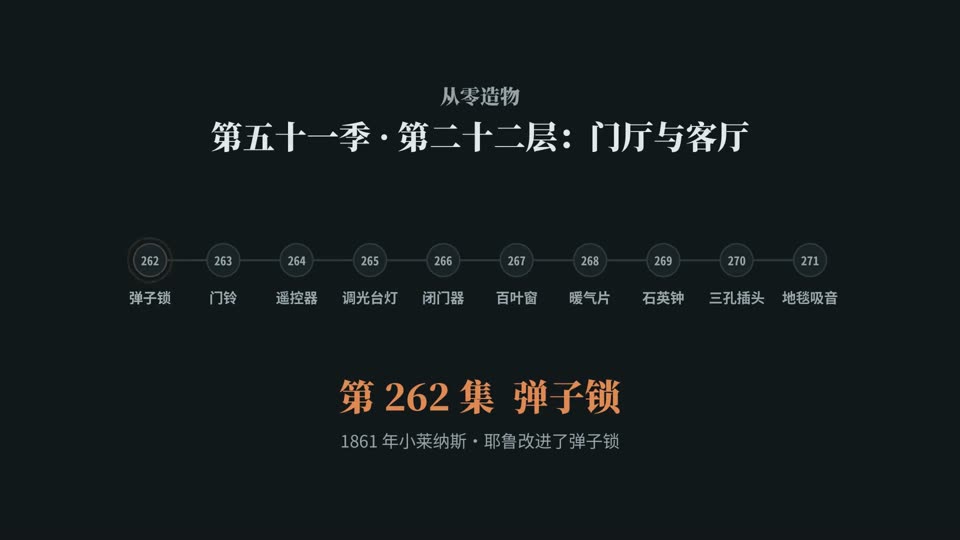 从零造物
第五十一季·第二十二层：门厅与客厅
262 263 264 265 266 267 268 269 270 271
弹子锁 门铃 遥控器 调光台灯 闭门器 百叶窗 暖气片 石英钟 三孔插头 地毯吸音
第 262 集 弹子锁
1861 年小莱纳斯·耶鲁改进了弹子锁